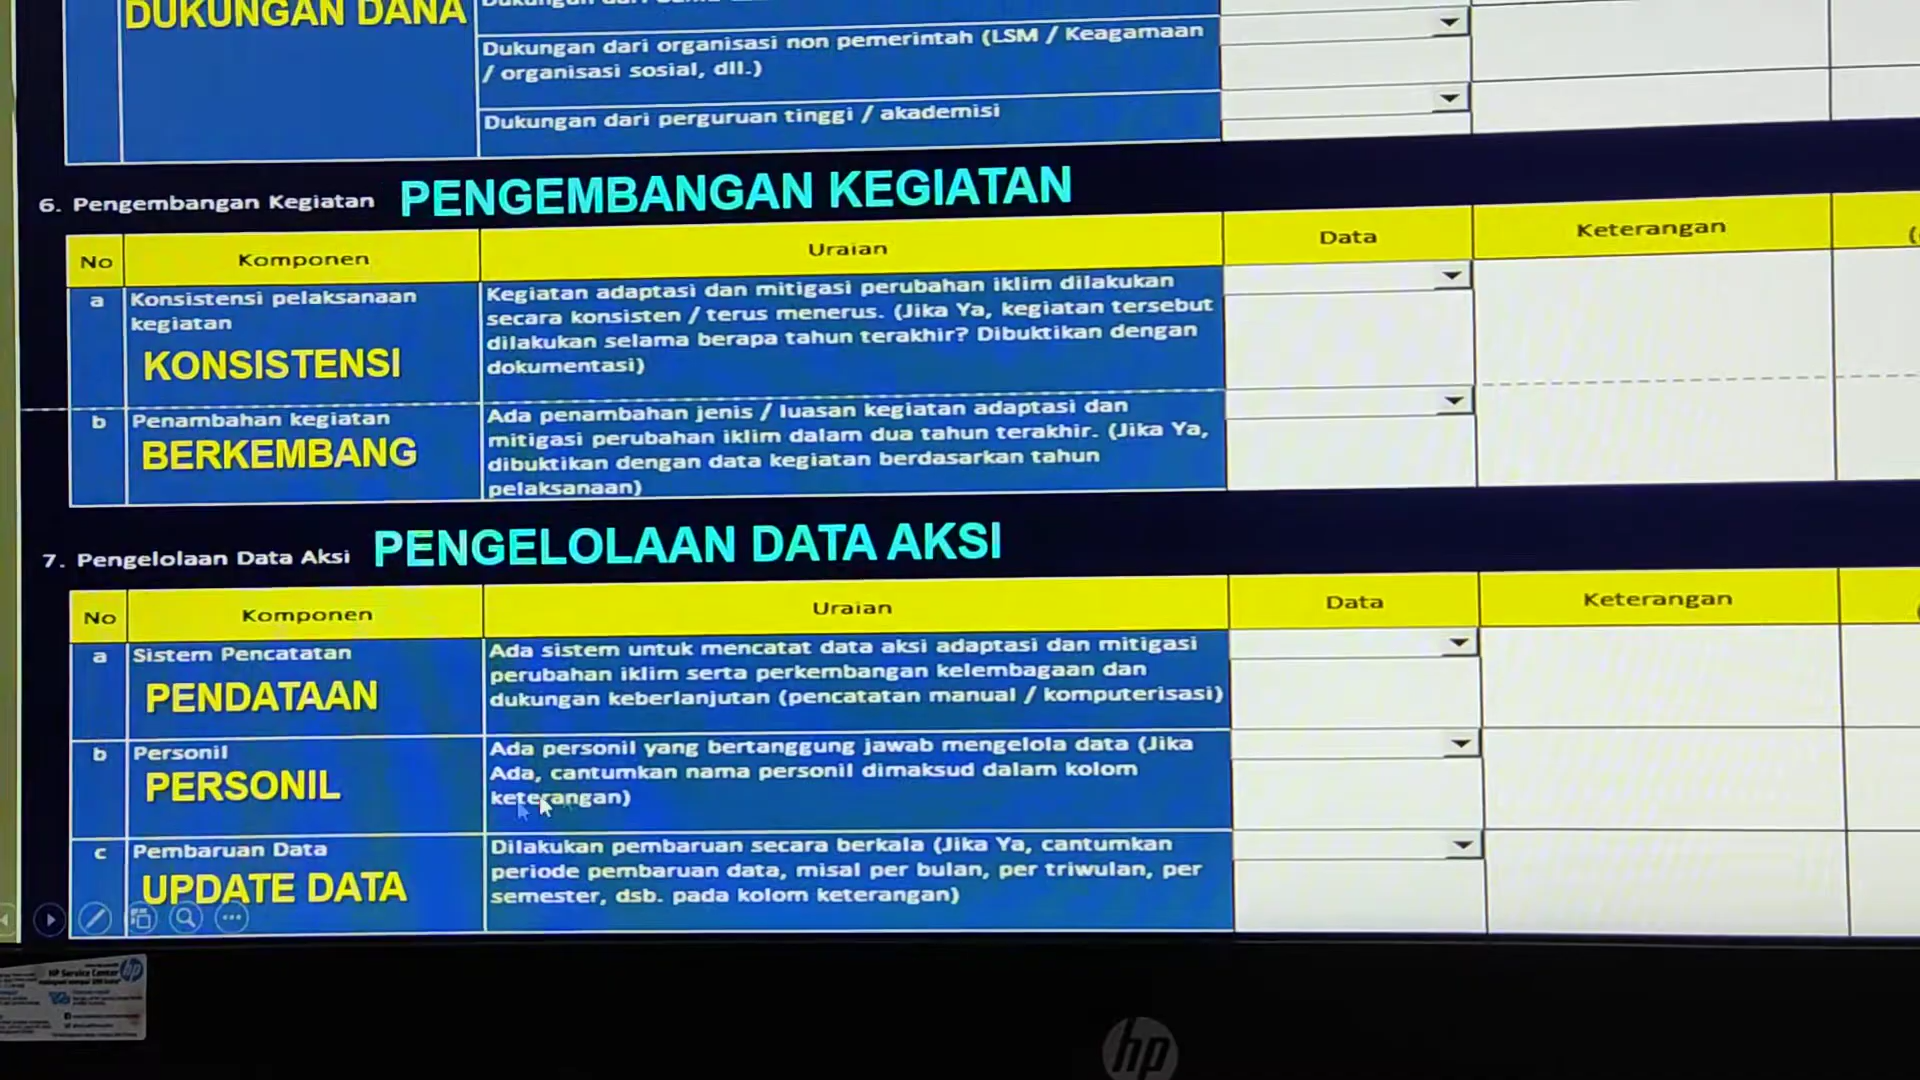 DUKUNGAN DANA
Dukungan dari organisasi non pemerintah (LSM / Keagamaan
/ organisasi sosial, dll.)
Dukungan dari perguruan tinggi / akademisi
6. Pengembangan Kegiatan PENGEMBANGAN KEGIATAN
No Komponen Uraian Data Keterangan
a Konsistensi pelaksanaan
kegiatan
KONSISTENSI
Kegiatan adaptasi dan mitigasi perubahan iklim dilakukan
secara konsisten / terus menerus. (Jika Ya, kegiatan tersebut
dilakukan selama berapa tahun terakhir? Dibuktikan dengan
dokumentasi)
b Penambahan kegiatan
BERKEMBANG
Ada penambahan jenis / luasan kegiatan adaptasi dan
mitigasi perubahan iklim dalam dua tahun terakhir. (Jika Ya,
dibuktikan dengan data kegiatan berdasarkan tahun
pelaksanaan)
7. Pengelolaan Data Aksi PENGELOLAAN DATA AKSI
No Komponen Uraian Data Keterangan
a Sistem Pencatatan
PENDATAAN
Ada sistem untuk mencatat data aksi adaptasi dan mitigasi
perubahan iklim serta perkembangan kelembagaan dan
dukungan keberlanjutan (pencatatan manual / komputerisasi)
b Personil
PERSONIL
Ada personil yang bertanggung jawab mengelola data (Jika
Ada, cantumkan nama personil dimaksud dalam kolom
keterangan)
c Pembaruan Data
UPDATE DATA
Dilakukan pembaruan secara berkala (Jika Ya, cantumkan
periode pembaruan data, misal per bulan, per triwulan, per
semester, dsb. pada kolom keterangan)
HP Service Center
hp
hp